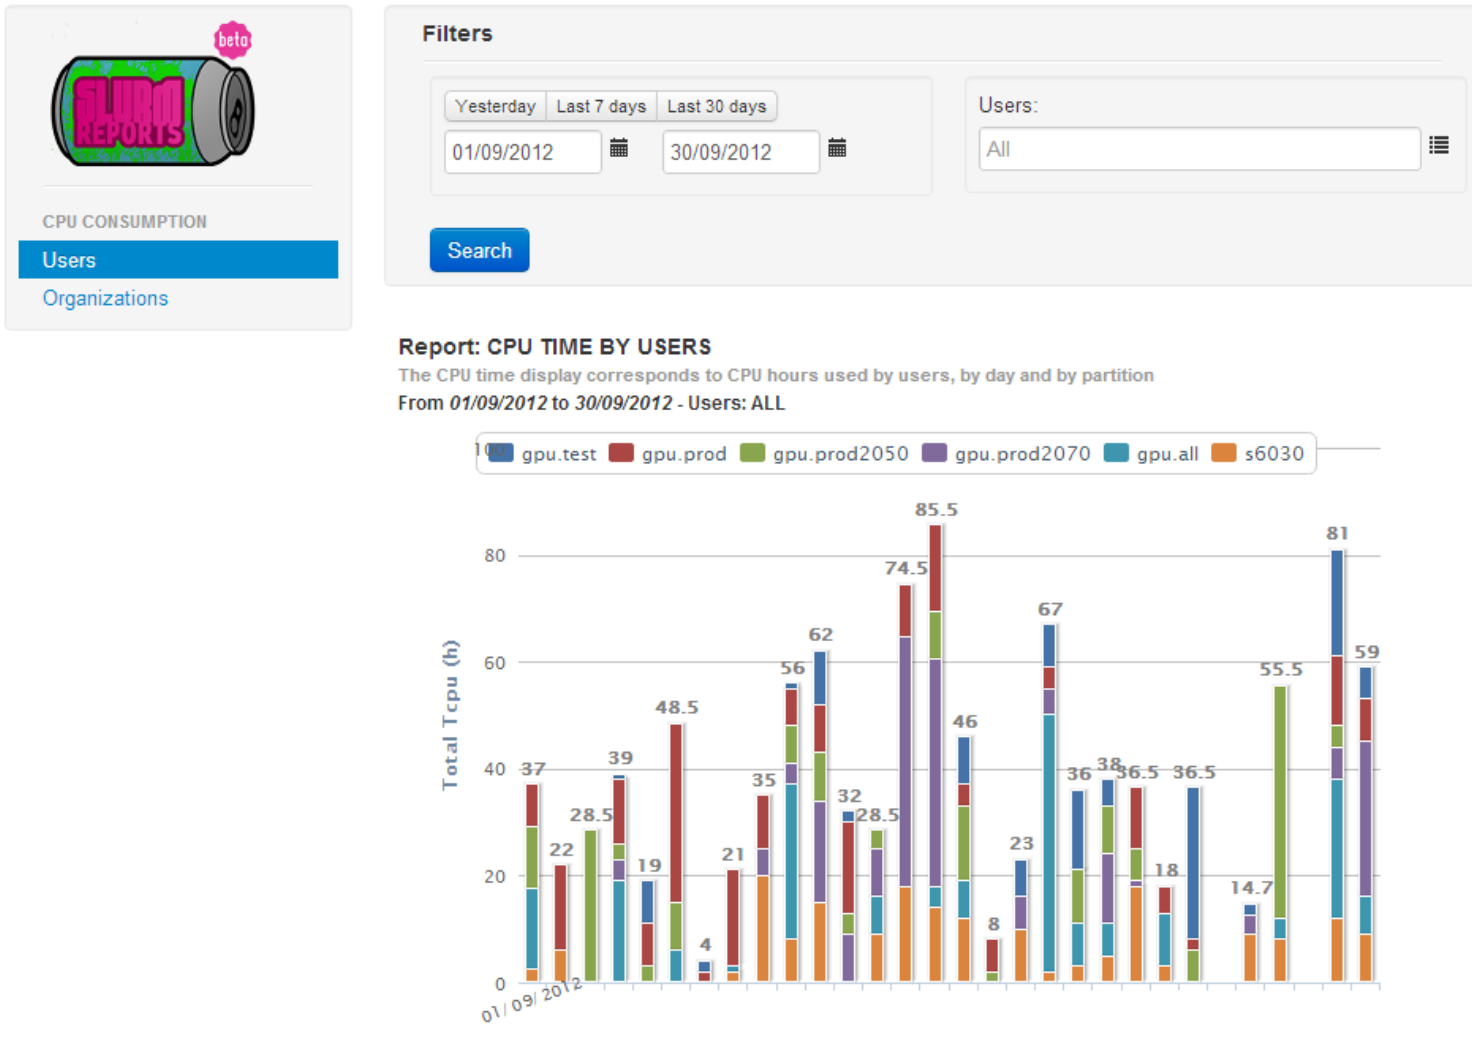 beta
SLURM
REPORTS
CPU CONSUMPTION
Users
Organizations
Filters
Yesterday Last 7 days Last 30 days
01/09/2012 30/09/2012
Users:
All
Search
Report: CPU TIME BY USERS
The CPU time display corresponds to CPU hours used by users, by day and by partition
From 01/09/2012 to 30/09/2012 - Users: ALL
100 gpu.test gpu.prod gpu.prod2050 gpu.prod2070 gpu.all s6030
85.5
81
80
74.5
67
62
60
59
56
55.5
48.5
46
40
37
39
35
36
38
36.5
36.5
32
28.5
28.5
22
19
21
23
20
18
14.7
4
8
0
Total Tcpu (h)
01/09/2012